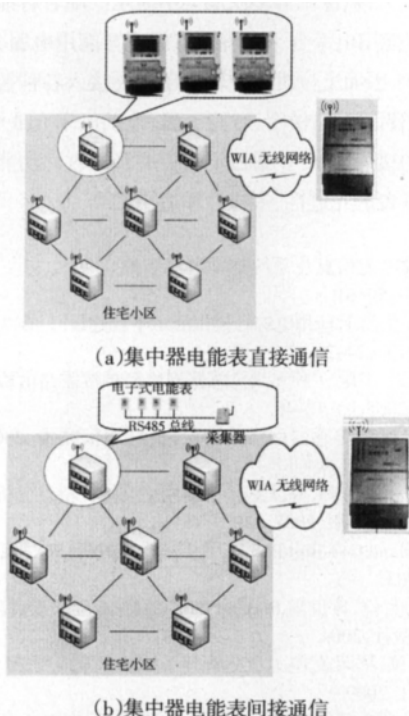 WIA 无线网络
住宅小区
(a)集中器电能表直接通信
电子式电能表
RS485 总线
采集器
WIA 无线网络
住宅小区
(b)集中器电能表间接通信